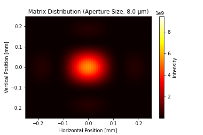 Matrix Distribution (Aperture Size: 8.0 μm)
1e9
0.2
0.1
0.0
-0.1
-0.2
Vertical Position [mm]
-0.2
-0.1
0.0
0.1
0.2
Horizontal Position [mm]
8
6
4
2
Intensity